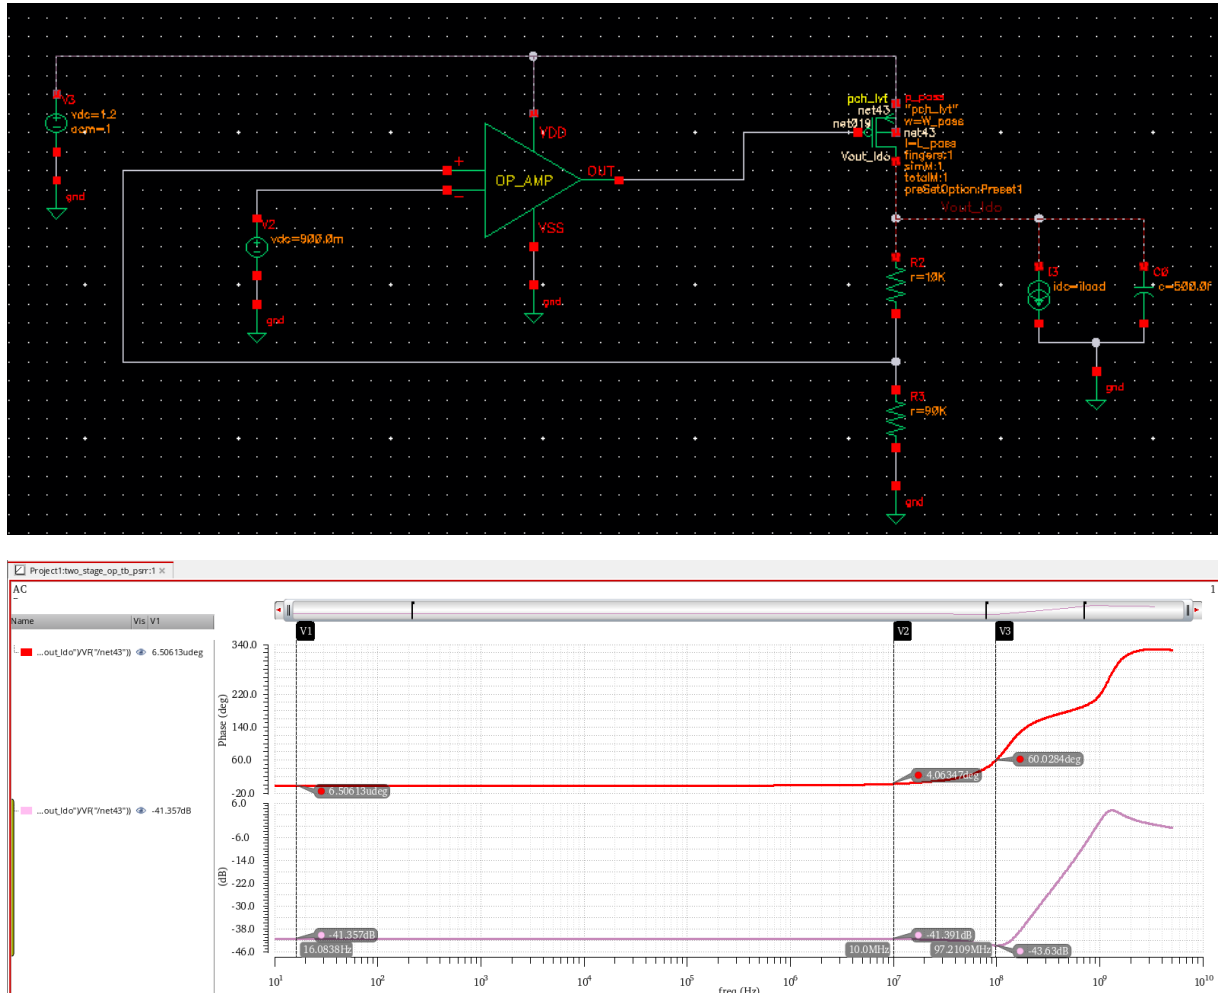 V3
vdc=1.2
acm=.1
gnd
V2
vdc=900.0m
gnd
+
OP_AMP
−
VDD
OUT
VSS
gnd
pch_lvt
net43
net019
Vout_ldo
p_pass
"pch_lvt"
w=W_pass
net43
l=L_pass
fingers:1
simM:1
totalM:1
preSetOption:Preset1
Vout_ldo
R2
r=10K
I3
idc=iload
C0
c=500.0f
gnd
R3
r=90K
gnd
Project1:two_stage_op_tb_psrr:1
AC
1
Name Vis V1
...out_ldo")/VF("/net43")) 6.50613udeg
...out_ldo")/VF("/net43")) -41.357dB
V1
V2
V3
Phase (deg)
340.0
220.0
140.0
60.0
-20.0
6.50613udeg
4.06347deg
60.0284deg
(dB)
6.0
-6.0
-14.0
-22.0
-30.0
-38.0
-46.0
-41.357dB
16.0838Hz
-41.391dB
10.0MHz
97.2109MHz
-43.63dB
10¹ 10² 10³ 10⁴ 10⁵ 10⁶ 10⁷ 10⁸ 10⁹ 10¹⁰
freq (Hz)